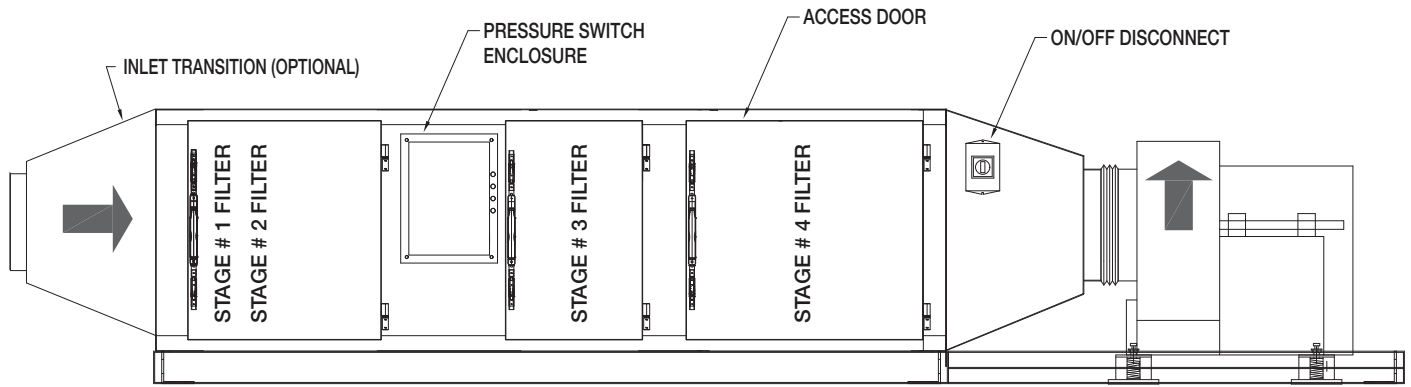 INLET TRANSITION (OPTIONAL)
PRESSURE SWITCH
ENCLOSURE
ACCESS DOOR
ON/OFF DISCONNECT
STAGE # 1 FILTER
STAGE # 2 FILTER
STAGE # 3 FILTER
STAGE # 4 FILTER